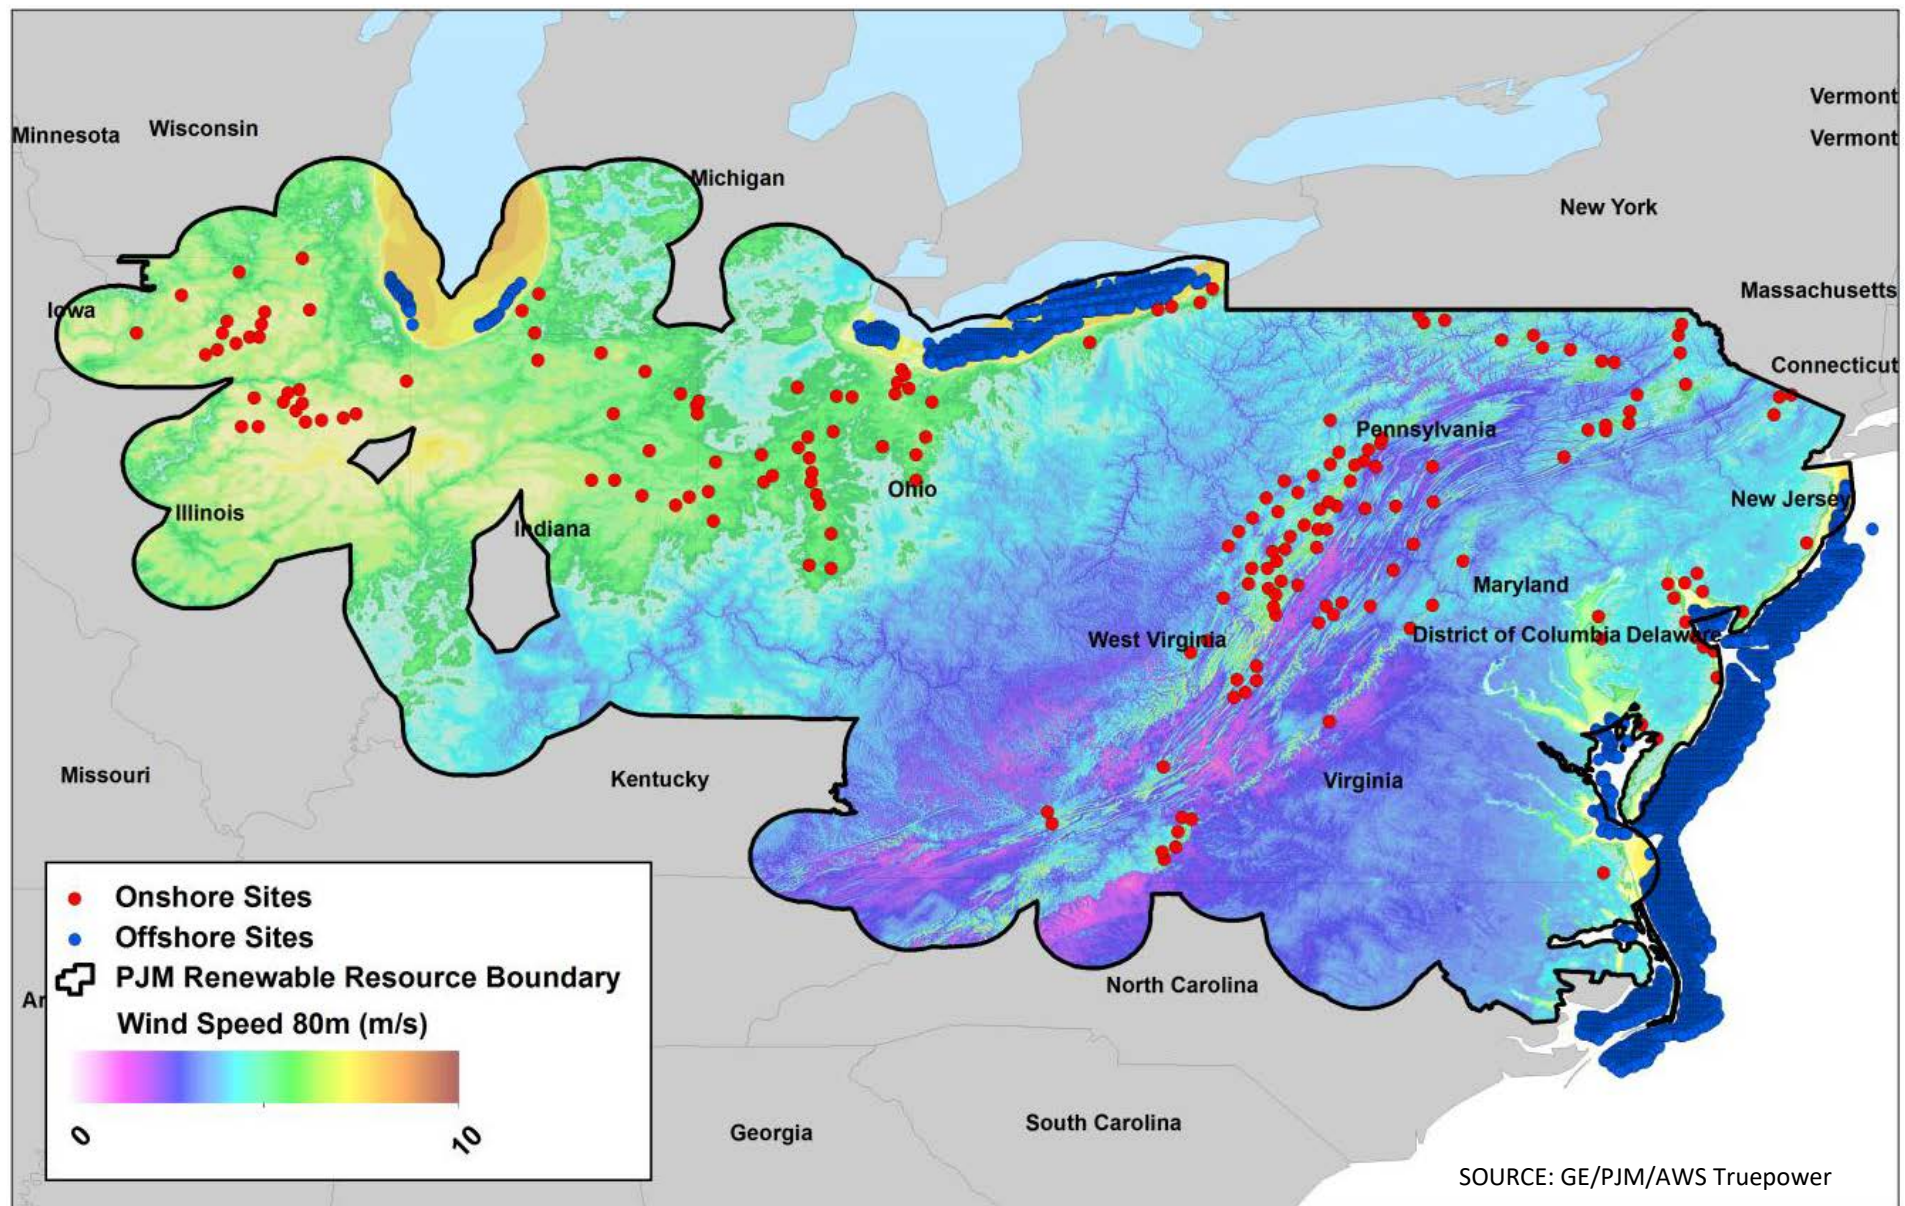 Vermont
Minnesota
Wisconsin
Vermont
Michigan
New York
Massachusetts
Iowa
Connecticut
Pennsylvania
Ohio
New Jersey
Illinois
Indiana
Maryland
West Virginia
District of Columbia
Delaware
Missouri
Kentucky
Virginia
Onshore Sites
Offshore Sites
PJM Renewable Resource Boundary
North Carolina
Ar
Wind Speed 80m (m/s)
0
10
Georgia
South Carolina
SOURCE: GE/PJM/AWS Truepower